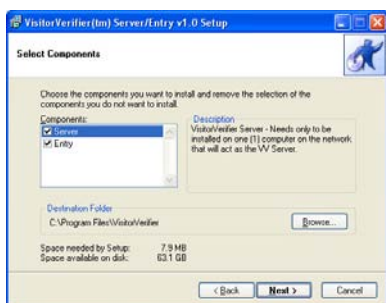 VisitorVerifier(tm) Server/Entry v1.0 Setup
Select Components
Choose the components you want to install and remove the selection of the
components you do not want to install.
Components:
Server
Entry
Description
VisitorVerifier Server - Needs only to be
installed on one (1) computer on the network
that will act as the VV Server.
Destination Folder
C:\Program Files\VisitorVerifier
Browse...
Space needed by Setup: 7.9 MB
Space available on disk: 63.1 GB
< Back
Next >
Cancel